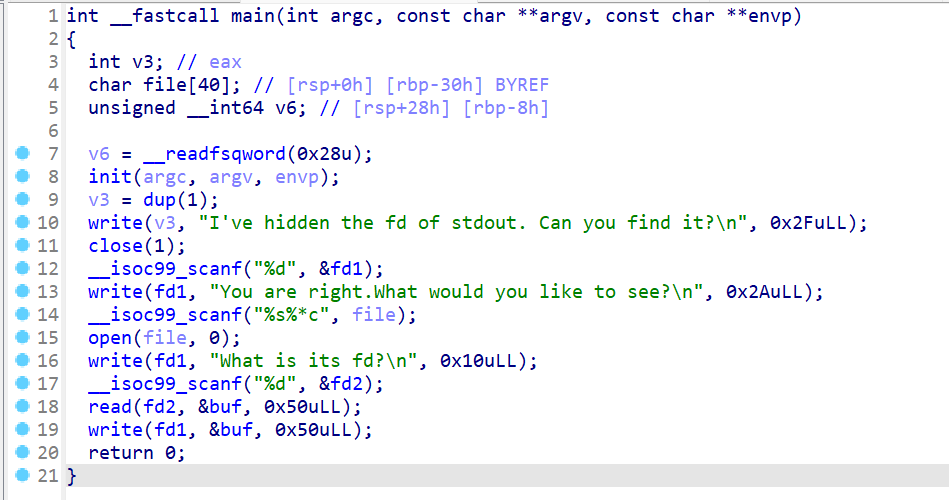 1 int __fastcall main(int argc, const char **argv, const char **envp)
2 {
3 int v3; // eax
4 char file[40]; // [rsp+0h] [rbp-30h] BYREF
5 unsigned __int64 v6; // [rsp+28h] [rbp-8h]
6
7 v6 = __readfsqword(0x28u);
8 init(argc, argv, envp);
9 v3 = dup(1);
10 write(v3, "I've hidden the fd of stdout. Can you find it?\n", 0x2FuLL);
11 close(1);
12 __isoc99_scanf("%d", &fd1);
13 write(fd1, "You are right.What would you like to see?\n", 0x2AuLL);
14 __isoc99_scanf("%s%*c", file);
15 open(file, 0);
16 write(fd1, "What is its fd?\n", 0x10uLL);
17 __isoc99_scanf("%d", &fd2);
18 read(fd2, &buf, 0x50uLL);
19 write(fd1, &buf, 0x50uLL);
20 return 0;
21 }